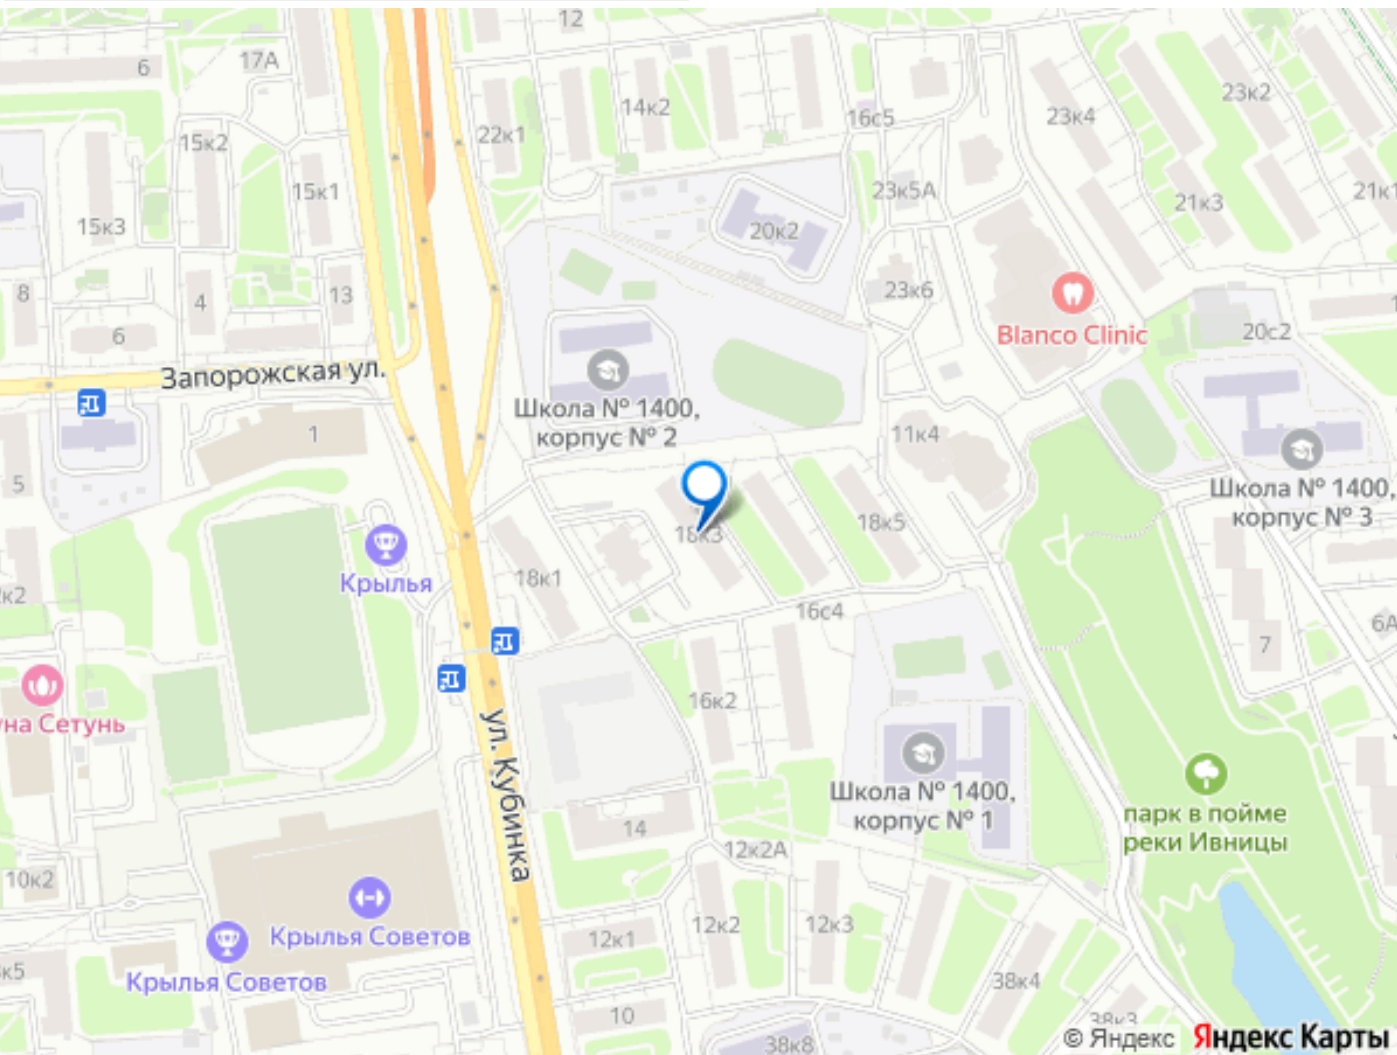 12
6
17А
23к2
14к2
16с5
23к4
22к1
15к2
15к1
23к5А
21к3
21к1
15к3
20к2
8
4
13
23к6
6
Blanco Clinic
20с2
Запорожская ул.
Школа № 1400,
корпус № 2
1
11к4
5
Школа № 1400,
корпус № 3
18к3
18к5
Крылья
18к1
к2
16с4
6А
7
16к2
на Сетунь
ул. Кубинка
Школа № 1400,
корпус № 1
парк в пойме
реки Ивницы
14
12к2А
10к2
12к2
12к3
Крылья Советов
12к1
к5
Крылья Советов
38к4
10
38к3
38к8
© Яндекс Яндекс Карты